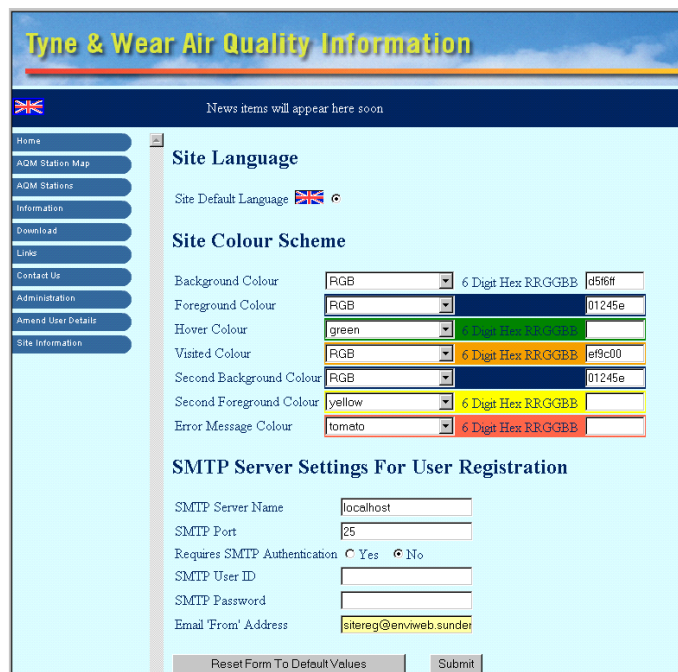 Tyne & Wear Air Quality Information
News items will appear here soon
Home
AQM Station Map
AQM Stations
Information
Download
Links
Contact Us
Administration
Amend User Details
Site Information
Site Language
Site Default Language
Site Colour Scheme
Background Colour RGB 6 Digit Hex RRGGBB d5f6ff
Foreground Colour RGB 01245e
Hover Colour green 6 Digit Hex RRGGBB
Visited Colour RGB 6 Digit Hex RRGGBB ef9c00
Second Background Colour RGB 01245e
Second Foreground Colour yellow 6 Digit Hex RRGGBB
Error Message Colour tomato 6 Digit Hex RRGGBB
SMTP Server Settings For User Registration
SMTP Server Name localhost
SMTP Port 25
Requires SMTP Authentication Yes No
SMTP User ID
SMTP Password
Email 'From' Address sitereg@enviweb.sunder
Reset Form To Default Values Submit